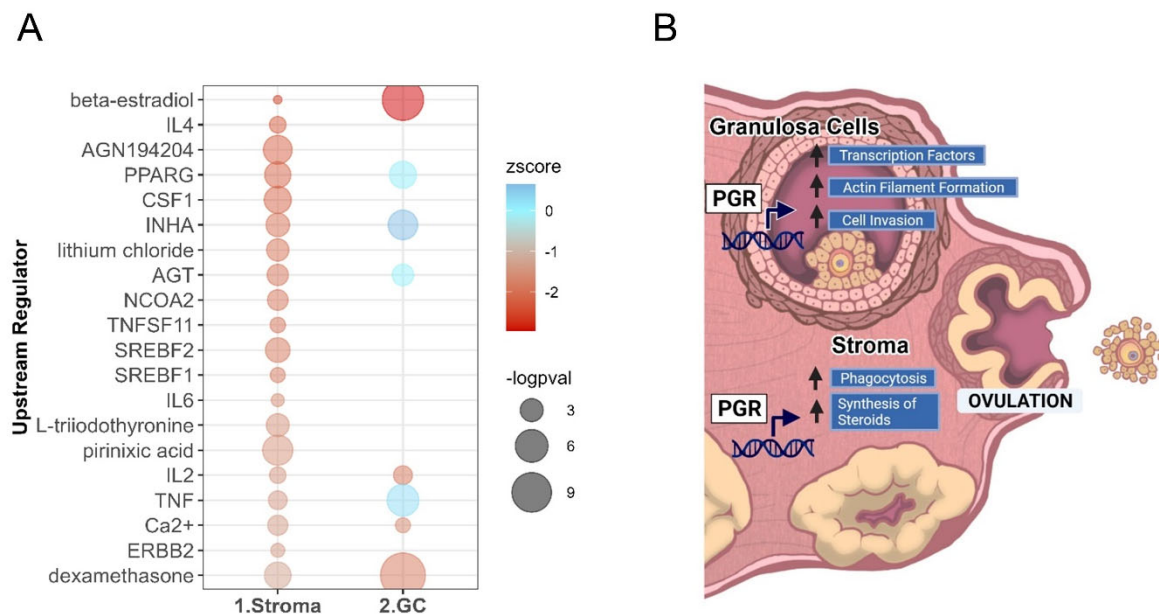 A
B
Upstream Regulator
beta-estradiol
IL4
AGN194204
PPARG
CSF1
INHA
lithium chloride
AGT
NCOA2
TNFSF11
SREBF2
SREBF1
IL6
L-triiodothyronine
pirinixic acid
IL2
TNF
Ca2+
ERBB2
dexamethasone
1.Stroma 2.GC
zscore
0
-1
-2
-logpval
3
6
9
Granulosa Cells
Transcription Factors
Actin Filament Formation
Cell Invasion
PGR
Stroma
Phagocytosis
Synthesis of
Steroids
PGR
OVULATION